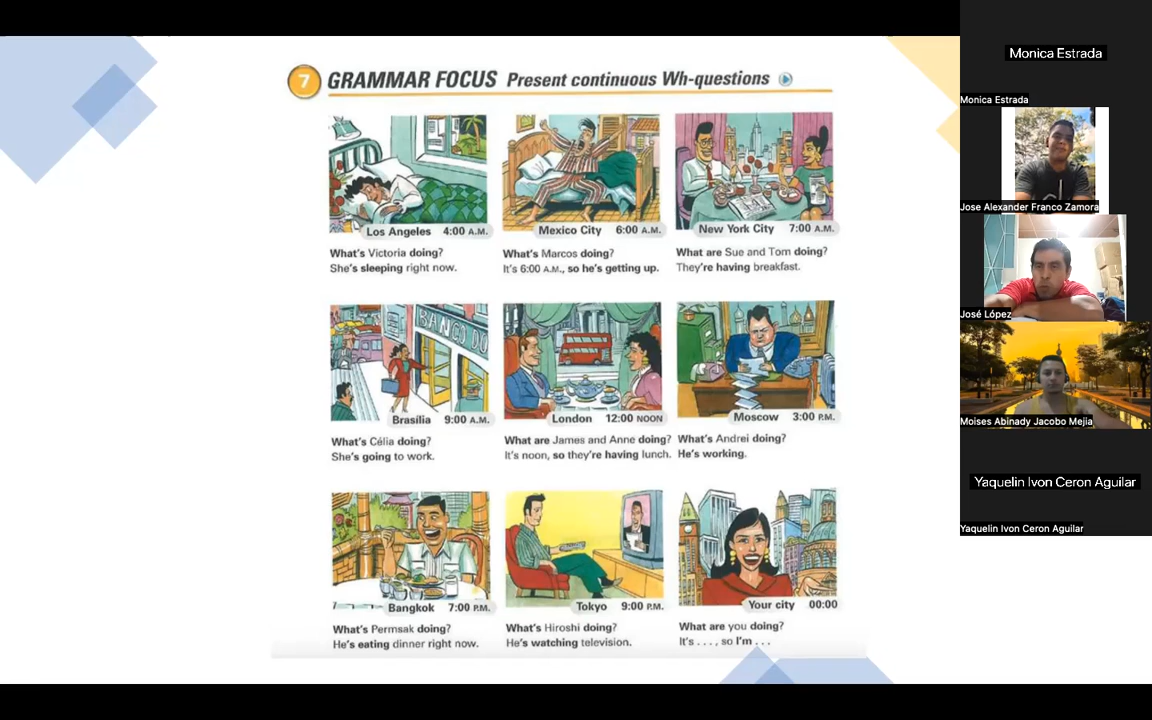 7 GRAMMAR FOCUS Present continuous Wh-questions
Los Angeles 4:00 A.M.
What's Victoria doing?
She's sleeping right now.
Mexico City 6:00 A.M.
What's Marcos doing?
It's 6:00 A.M., so he's getting up.
New York City 7:00 A.M.
What are Sue and Tom doing?
They're having breakfast.
BANCO DO
Brasília 9:00 A.M.
What's Célia doing?
She's going to work.
London 12:00 NOON
What are James and Anne doing?
It's noon, so they're having lunch.
Moscow 3:00 P.M.
What's Andrei doing?
He's working.
Bangkok 7:00 P.M.
What's Permsak doing?
He's eating dinner right now.
Tokyo 9:00 P.M.
What's Hiroshi doing?
He's watching television.
Your city 00:00
What are you doing?
It's . . . , so I'm . . .
Monica Estrada
Monica Estrada
Jose Alexander Franco Zamora
José López
Moises Abinady Jacobo Mejia
Yaquelin Ivon Ceron Aguilar
Yaquelin Ivon Ceron Aguilar